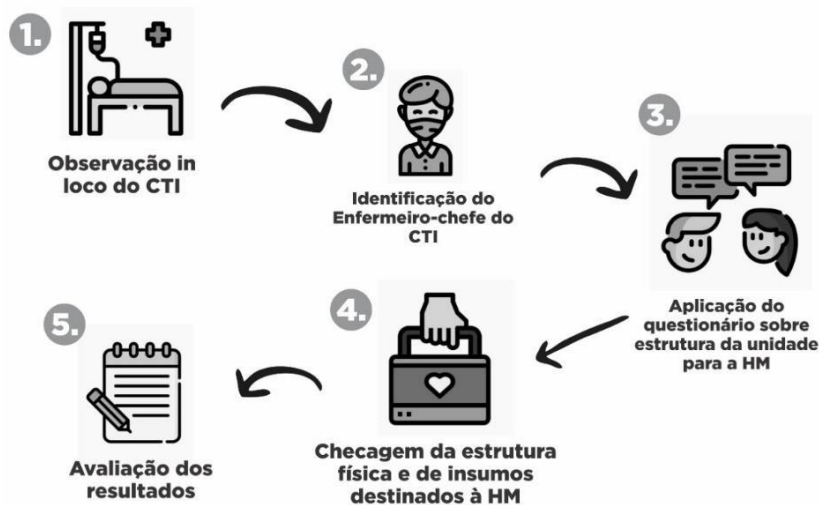 1.
Observação in
loco do CTI
2.
Identificação do
Enfermeiro-chefe do
CTI
3.
Aplicação do
questionário sobre
estrutura da unidade
para a HM
4.
Checagem da estrutura
física e de insumos
destinados à HM
5.
Avaliação dos
resultados